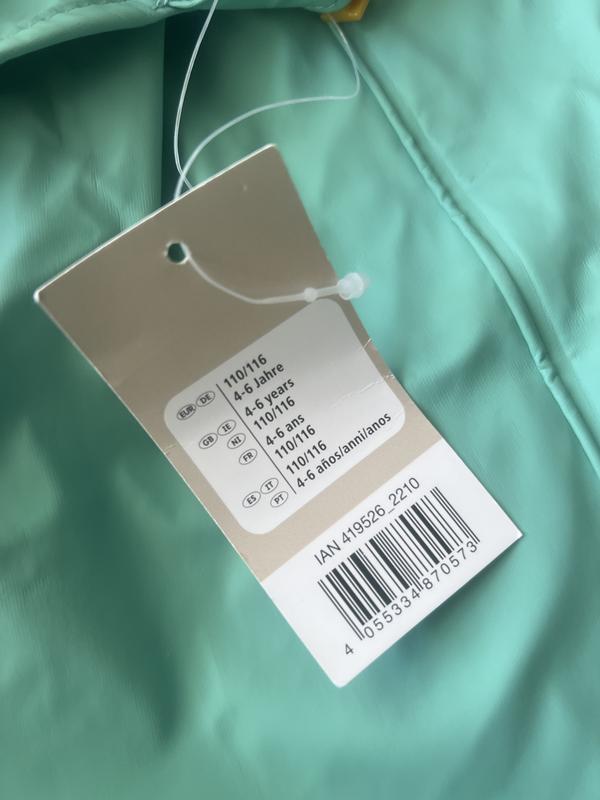 EUR DE 110/116
4-6 Jahre
GB IE 4-6 years
NI 110/116
FR 4-6 ans
110/116
ES IT 110/116
PT 4-6 años/anni/anos
IAN 419526_2210
4 055334 870573